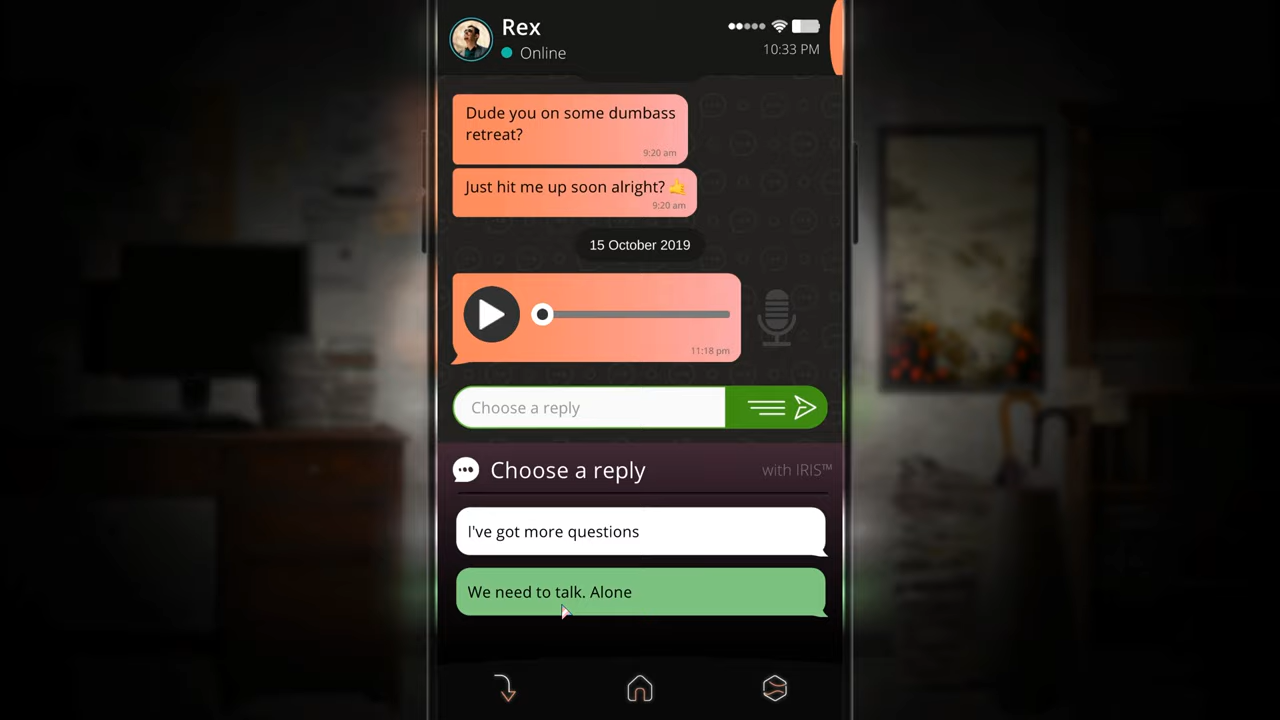 Rex
Online
10:33 PM
Dude you on some dumbass
retreat?
9:20 am
Just hit me up soon alright? 🤙
9:20 am
15 October 2019
11:18 pm
Choose a reply
Choose a reply
with IRIS™
I've got more questions
We need to talk. Alone